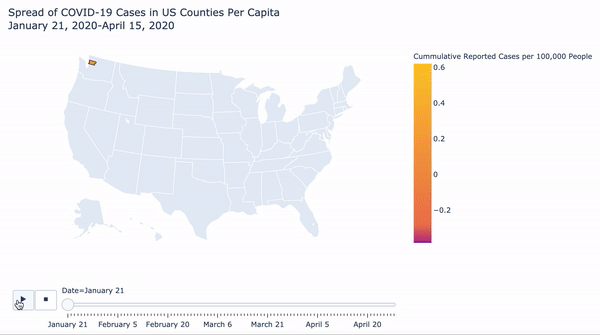 Spread of COVID-19 Cases in US Counties Per Capita
January 21, 2020-April 15, 2020
Cummulative Reported Cases per 100,000 People
0.6
0.4
0.2
0
−0.2
Date=January 21
January 21 February 5 February 20 March 6 March 21 April 5 April 20